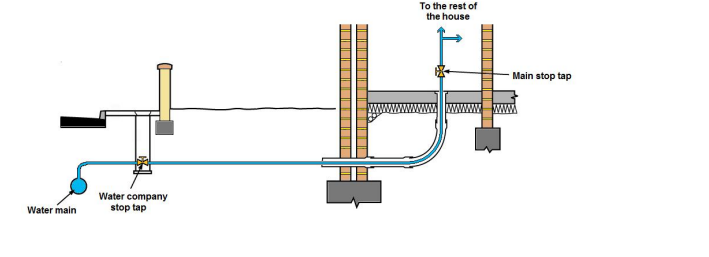 To the rest of
the house
Main stop tap
Water company
stop tap
Water main